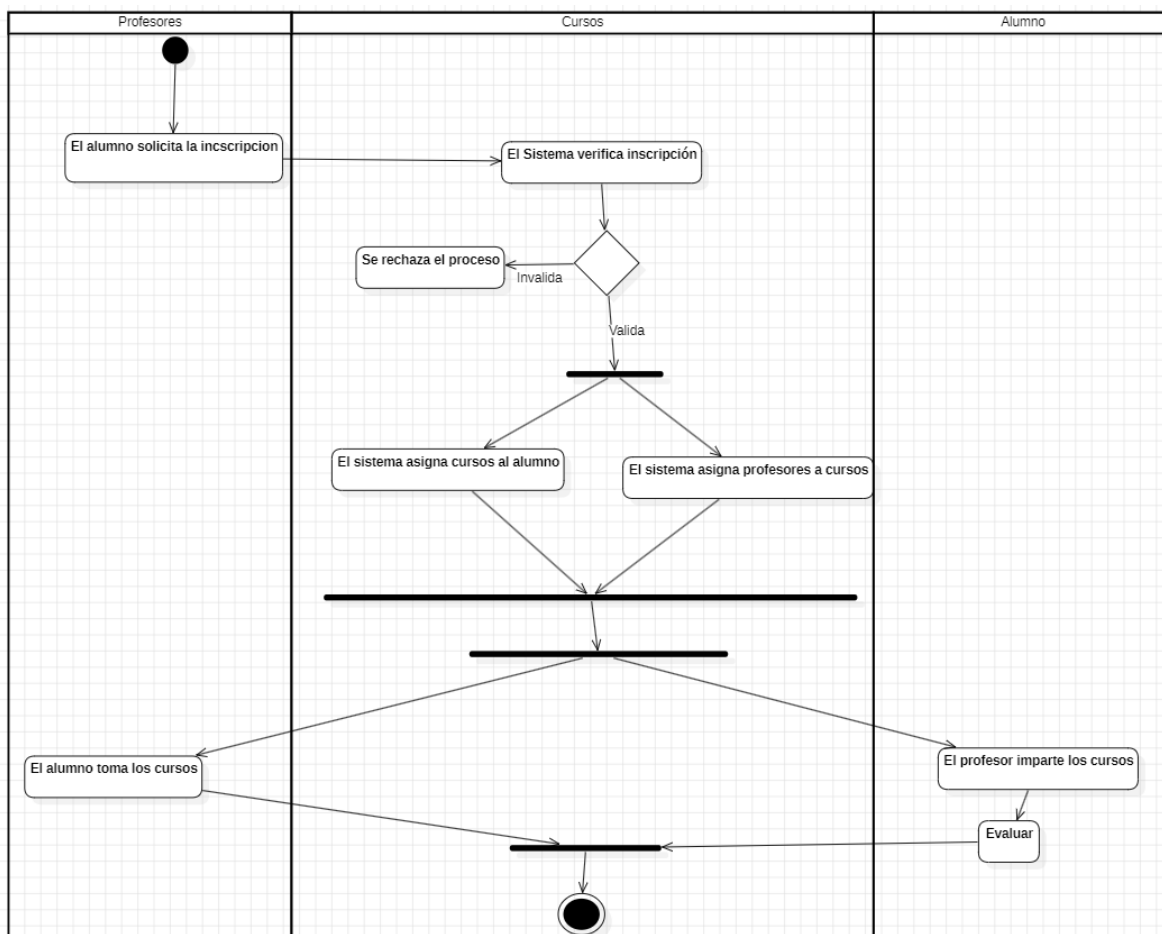 Profesores
Cursos
Alumno
El alumno solicita la incscripcion
El Sistema verifica inscripción
Se rechaza el proceso
Invalida
Valida
El sistema asigna cursos al alumno
El sistema asigna profesores a cursos
El alumno toma los cursos
El profesor imparte los cursos
Evaluar